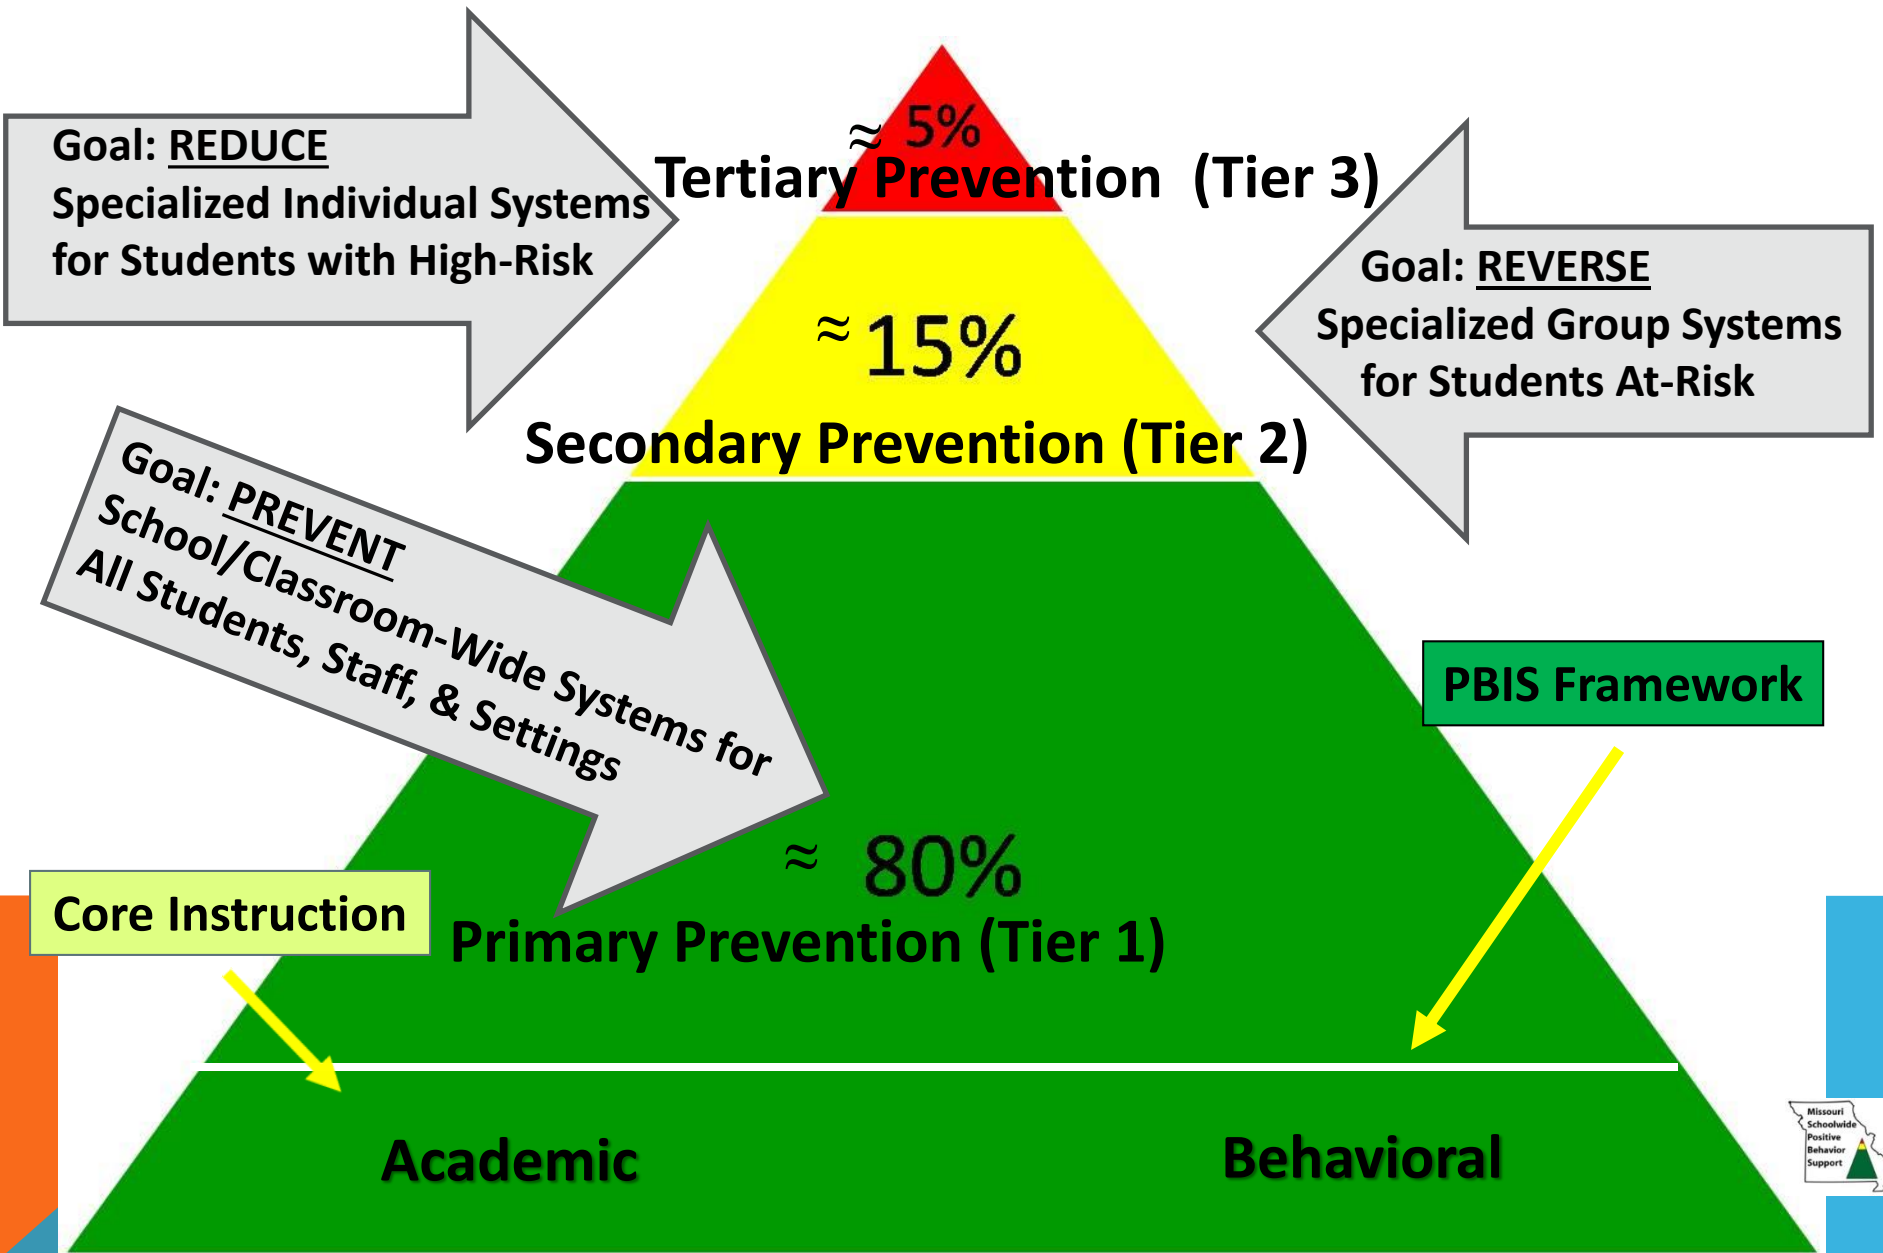 Goal: REDUCE
Specialized Individual Systems
for Students with High-Risk
≈ 5%
Tertiary Prevention (Tier 3)
Goal: REVERSE
Specialized Group Systems
for Students At-Risk
≈ 15%
Secondary Prevention (Tier 2)
Goal: PREVENT
School/Classroom-Wide Systems for
All Students, Staff, & Settings
PBIS Framework
≈ 80%
Core Instruction
Primary Prevention (Tier 1)
Academic
Behavioral
Missouri
Schoolwide
Positive
Behavior
Support